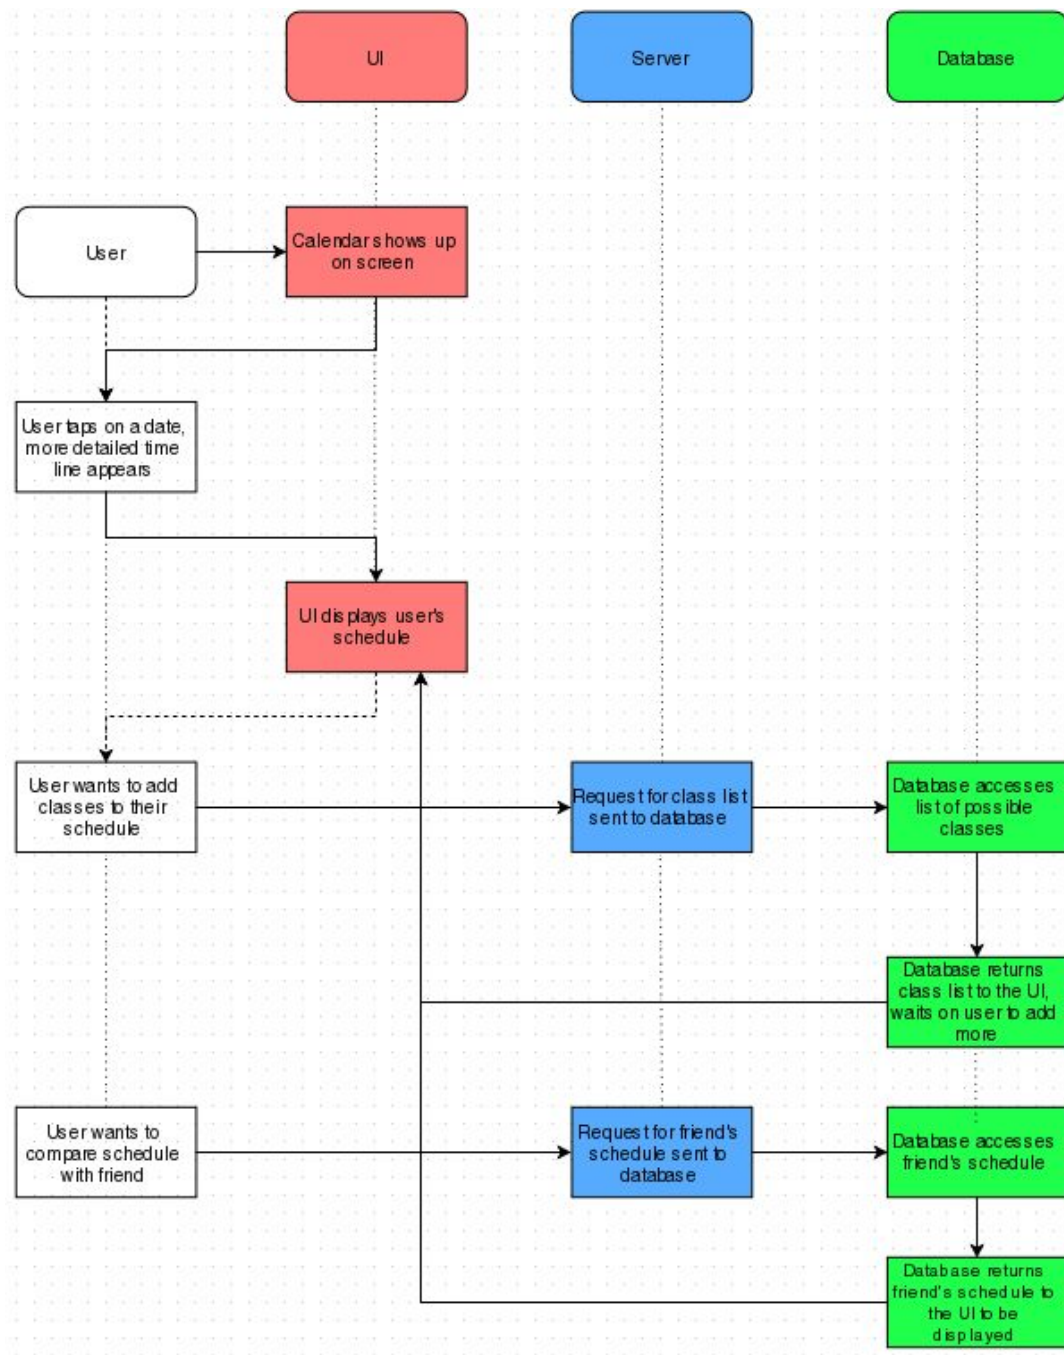 UI
Server
Database
User
Calendar shows up
on screen
User taps on a date,
more detailed time
line appears
UI displays user's
schedule
User wants to add
classes to their
schedule
Request for class list
sent to database
Database accesses
list of possible
classes
Database returns
class list to the UI,
waits on user to add
more
User wants to
compare schedule
with friend
Request for friend's
schedule sent to
database
Database accesses
friend's schedule
Database returns
friend's schedule to
the UI to be
displayed